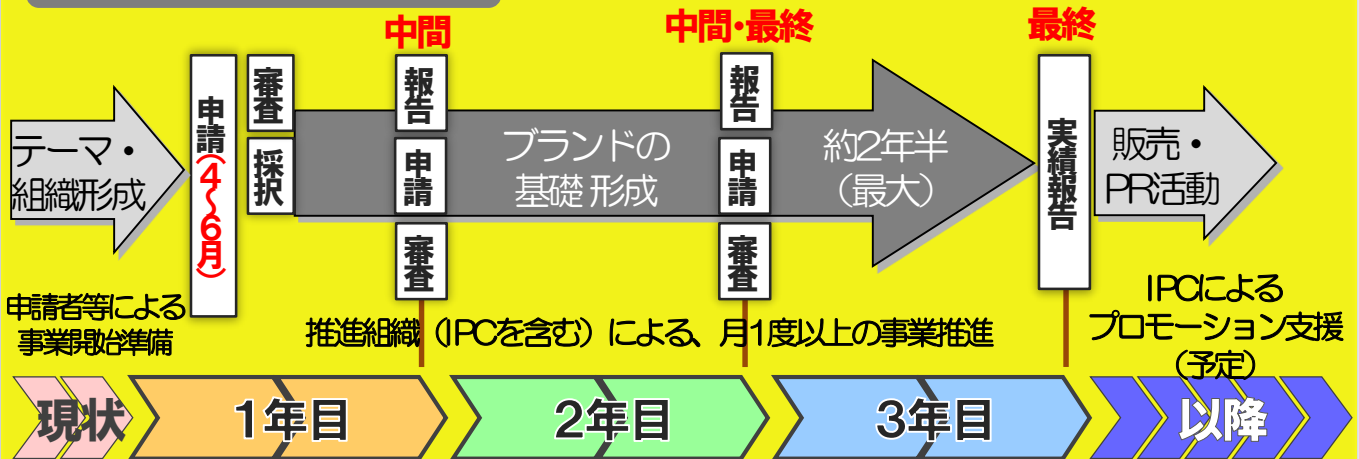 中間
中間・最終
最終
テーマ・
組織形成
申請(4~6月)
審査
採択
報告
申請
審査
ブランドの
基礎 形成
報告
申請
審査
約2年半
（最大）
実績報告
販売・
PR活動
申請者等による
事業開始準備
推進組織（IPCを含む）による、月1度以上の事業推進
IPCによる
プロモーション支援
（予定）
現状
1年目
2年目
3年目
以降